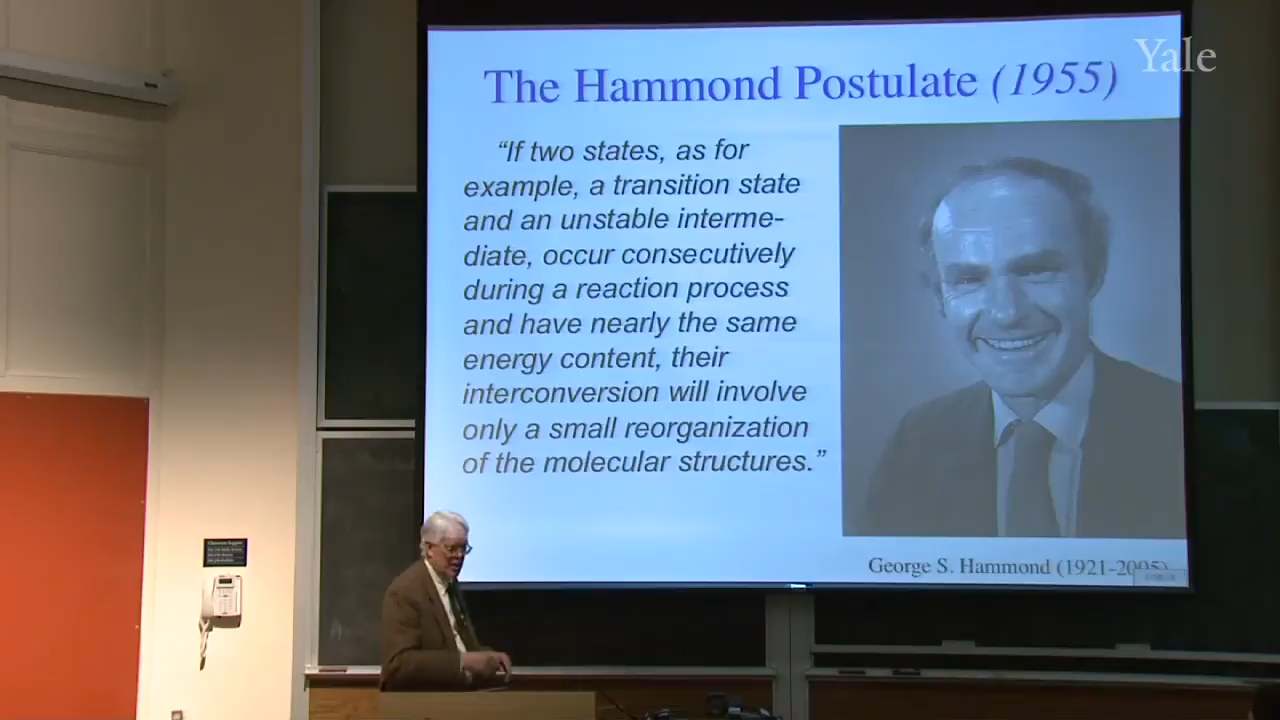 Yale
The Hammond Postulate (1955)
“If two states, as for
example, a transition state
and an unstable interme-
diate, occur consecutively
during a reaction process
and have nearly the same
energy content, their
interconversion will involve
only a small reorganization
of the molecular structures.”
George S. Hammond (1921-2005)